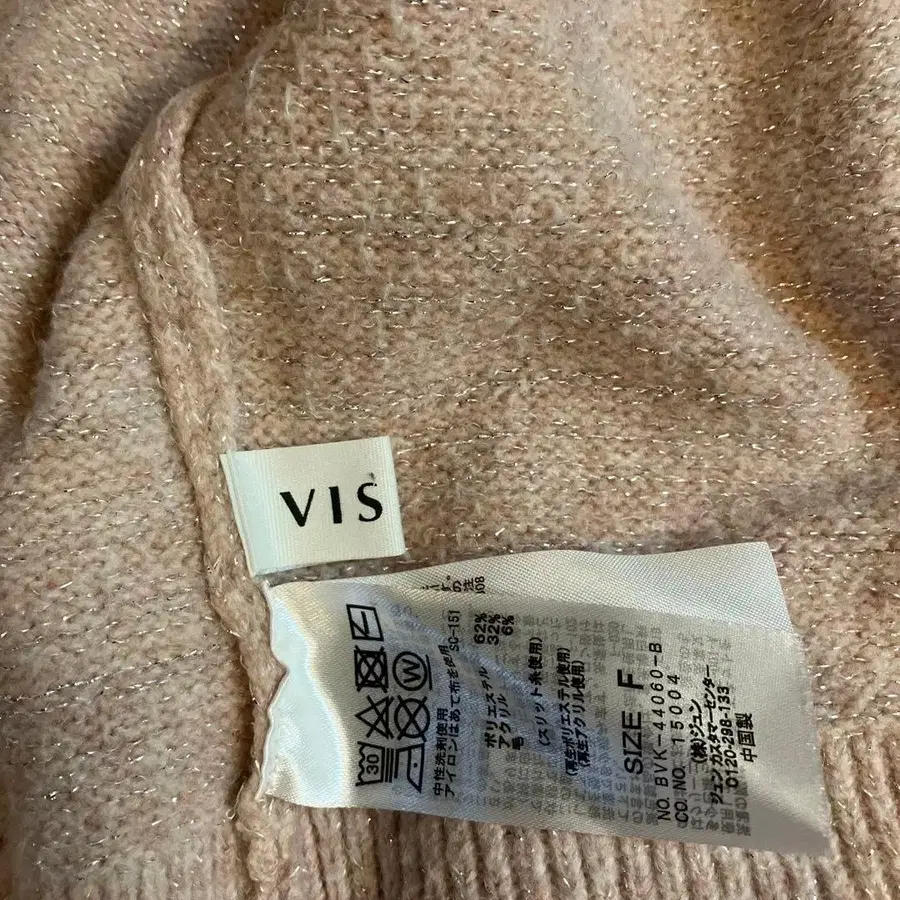 VIS
30
W
中性洗剤使用
アイロンはあて布を使用 SO-151
ポリエステル 62%
アクリル 32%
毛 6%
(スリット糸使用)
(再生ポリエステル使用)
(再生アクリル使用)
SIZE F
NO. BVK-44060-B
CO.NO. 15004
(株)ジュン
ジュンカスタマーセンター
0120-298-133
中国製